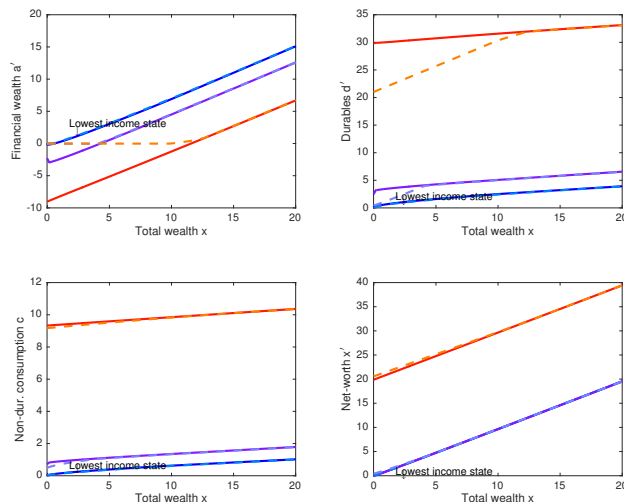 20
15
10
5
0
-5
-10
Financial wealth a′
Lowest income state
0 5 10 15 20
Total wealth x
35
30
25
20
15
10
5
0
Durables d′
Lowest income state
0 5 10 15 20
Total wealth x
12
10
8
6
4
2
0
Non-dur. consumption c
Lowest income state
0 5 10 15 20
Total wealth x
40
35
30
25
20
15
10
5
0
Net-worth x′
Lowest income state
0 5 10 15 20
Total wealth x